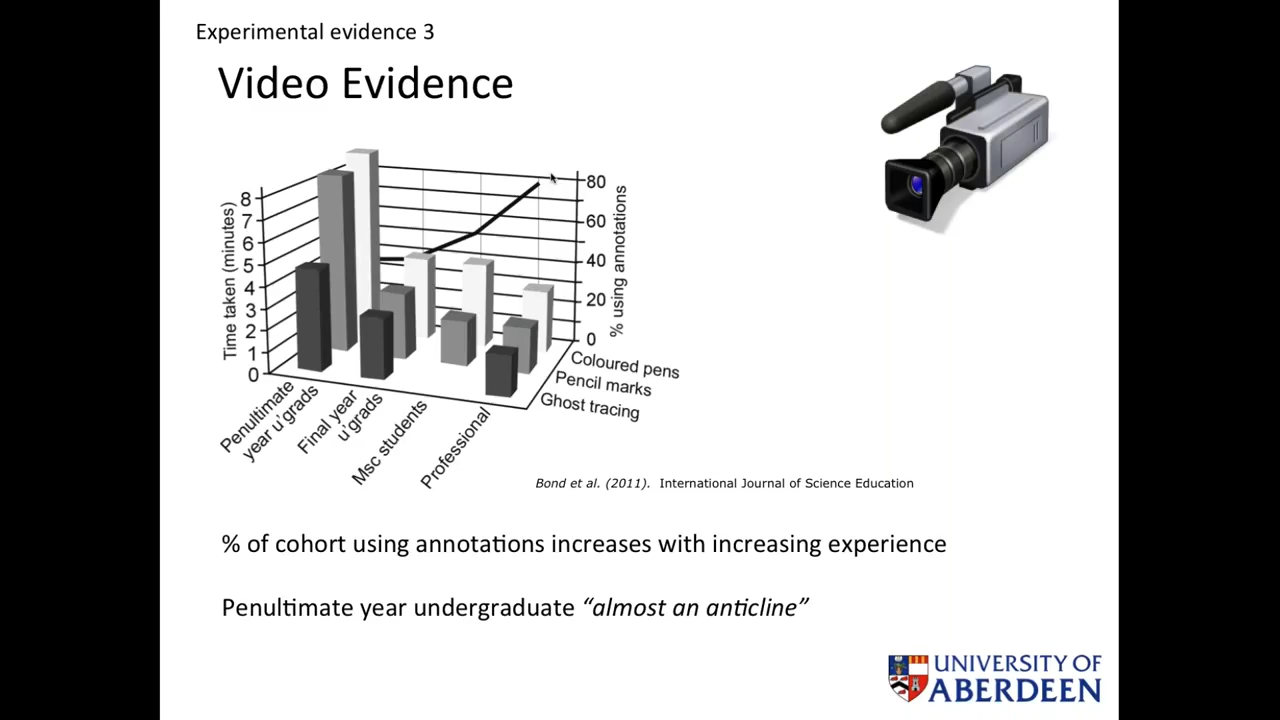 Experimental evidence 3
Video Evidence
Time taken (minutes)
8
7
6
5
4
3
2
1
0
80
60
40
20
0
% using annotations
Coloured pens
Pencil marks
Ghost tracing
Penultimate
year u'grads
Final year
u'grads
Msc students
Professional
Bond et al. (2011). International Journal of Science Education
% of cohort using annotations increases with increasing experience
Penultimate year undergraduate “almost an anticline”
UNIVERSITY OF
ABERDEEN